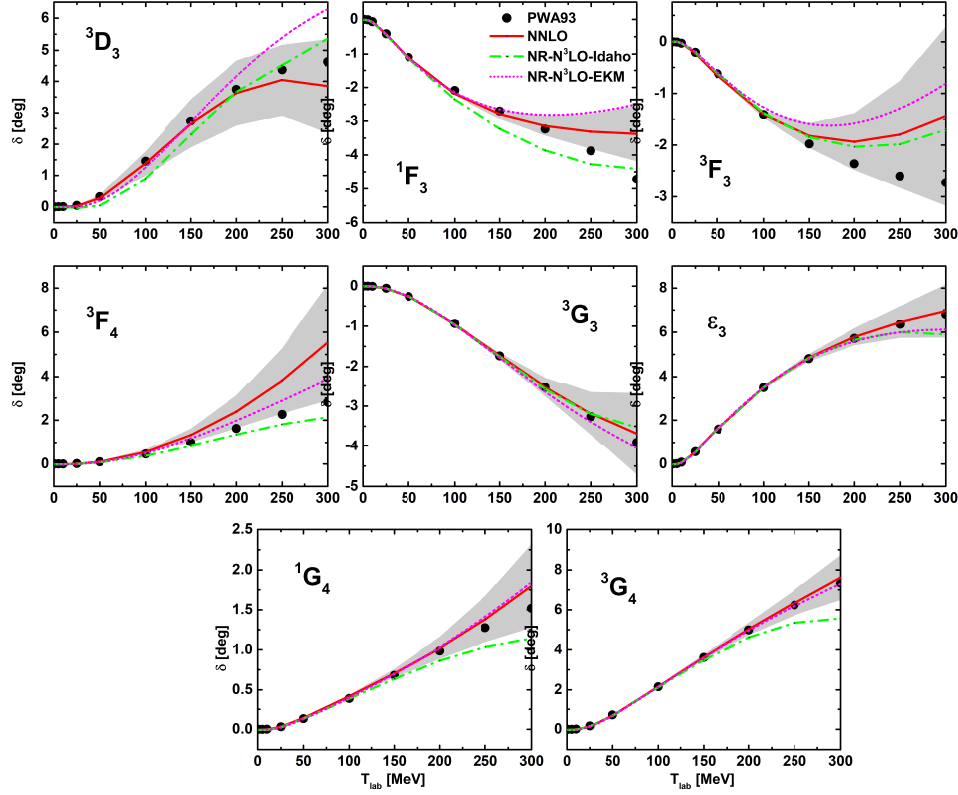 ³D₃
δ [deg]
6
5
4
3
2
1
0
0 50 100 150 200 250 300
PWA93
NNLO
NR-N³LO-Idaho
NR-N³LO-EKM
¹F₃
δ [deg]
0
-1
-2
-3
-4
-5
-6
0 50 100 150 200 250 300
³F₃
δ [deg]
0
-1
-2
-3
0 50 100 150 200 250 300
³F₄
δ [deg]
8
6
4
2
0
0 50 100 150 200 250 300
³G₃
δ [deg]
0
-1
-2
-3
-4
-5
0 50 100 150 200 250 300
ε₃
δ [deg]
8
6
4
2
0
0 50 100 150 200 250 300
¹G₄
δ [deg]
2.5
2.0
1.5
1.0
0.5
0.0
0 50 100 150 200 250 300
T_lab [MeV]
³G₄
δ [deg]
10
8
6
4
2
0
0 50 100 150 200 250 300
T_lab [MeV]